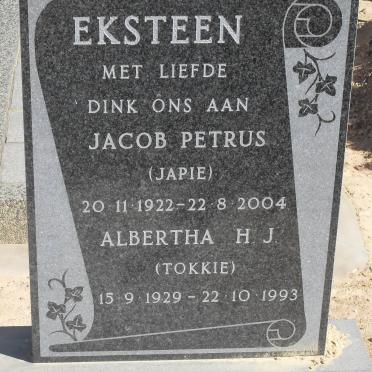 EKSTEEN
MET LIEFDE
DINK ONS AAN
JACOB PETRUS
(JAPIE)
20·11·1922–22·8·2004
ALBERTHA H.J.
(TOKKIE)
15·9·1929 – 22·10·1993